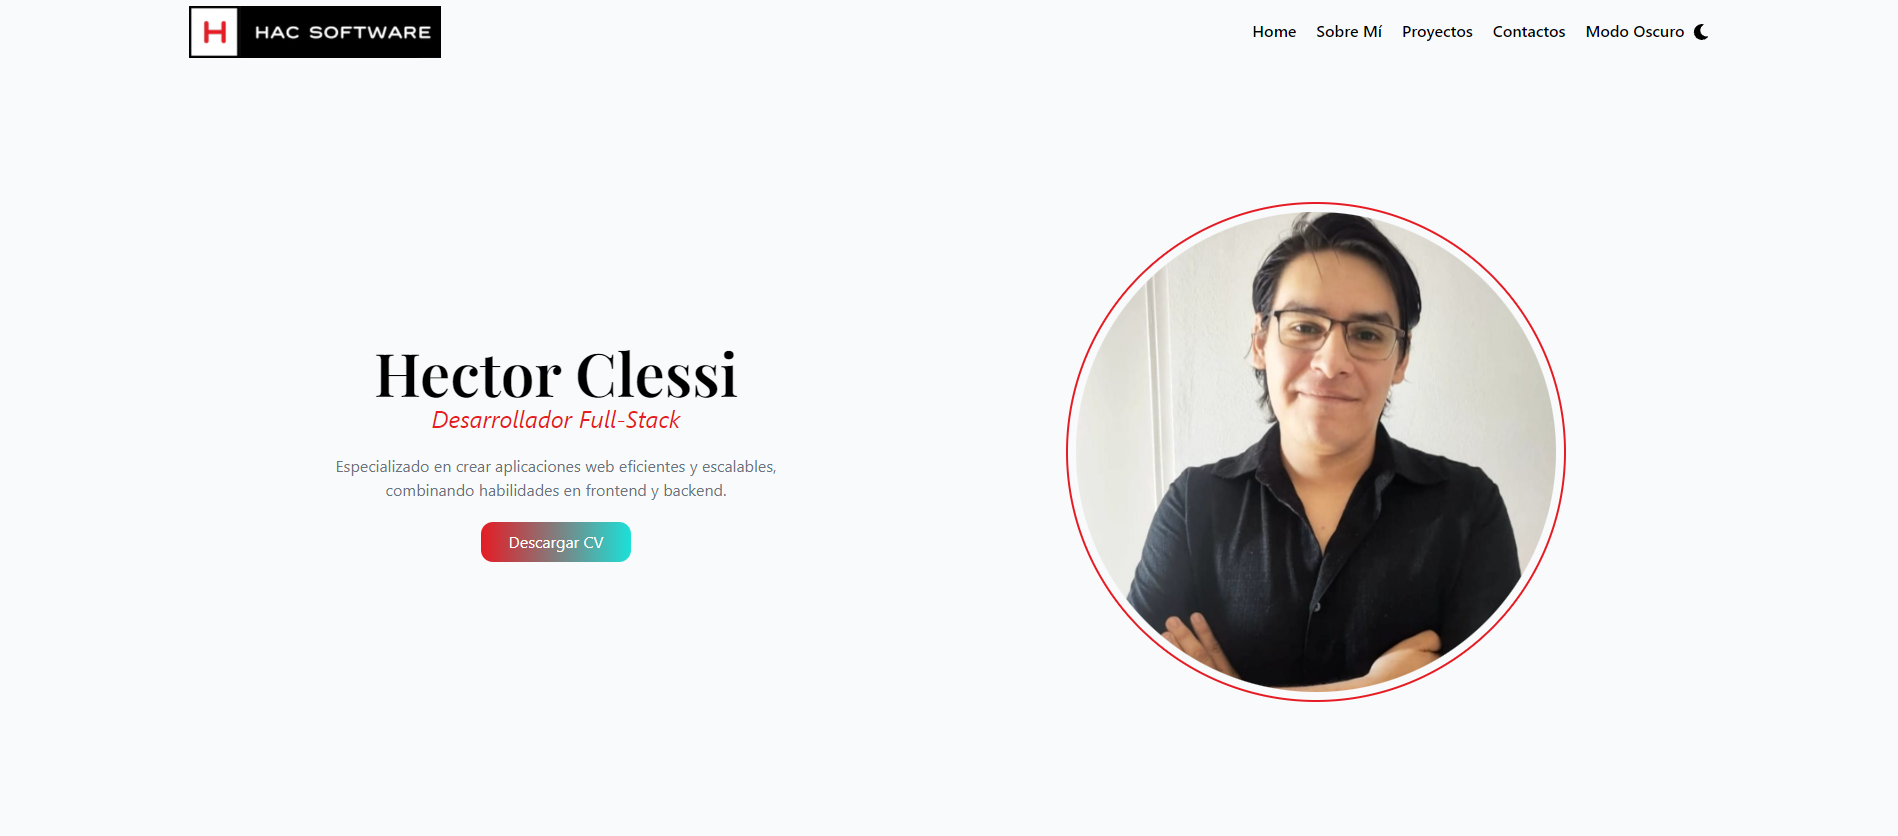 H HAC SOFTWARE
Home Sobre Mí Proyectos Contactos Modo Oscuro
Hector Clessi
Desarrollador Full-Stack
Especializado en crear aplicaciones web eficientes y escalables,
combinando habilidades en frontend y backend.
Descargar CV